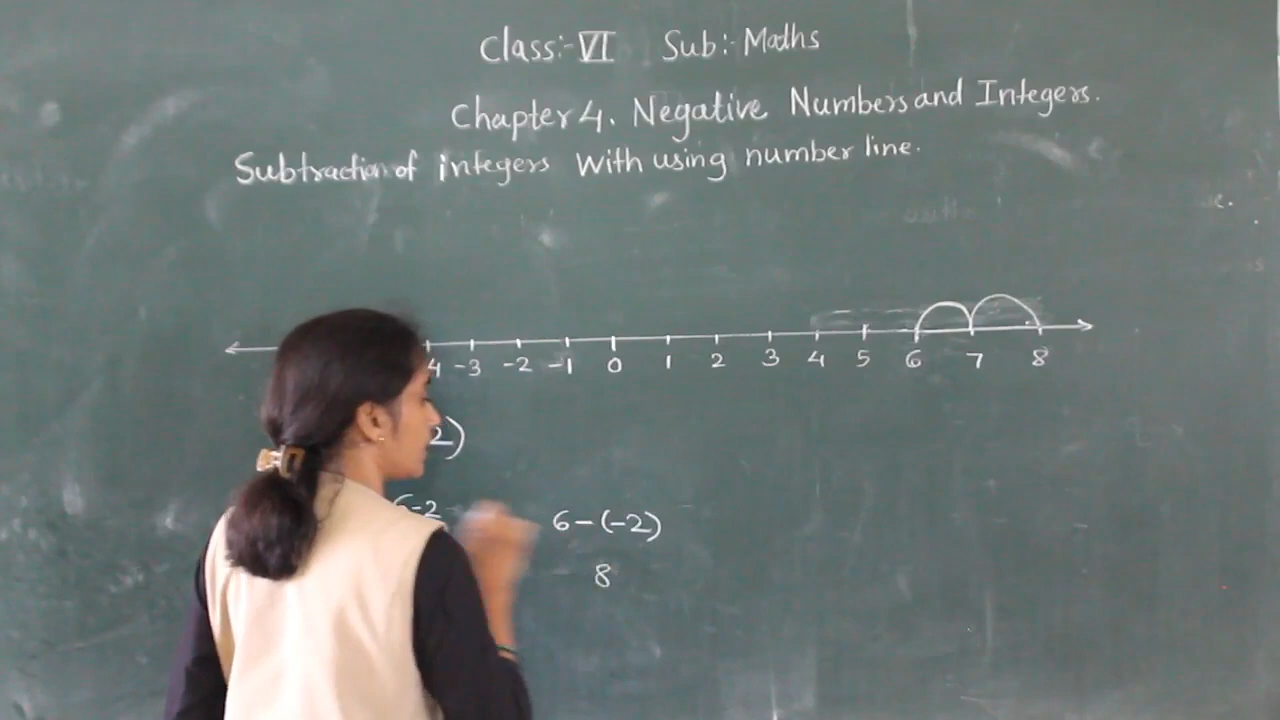 Class:- VI Sub:- Maths
Chapter 4. Negative Numbers and Integers.
Subtraction of integers With using number line.
4 -3 -2 -1 0 1 2 3 4 5 6 7 8
2)
6-2 6-(-2)
8